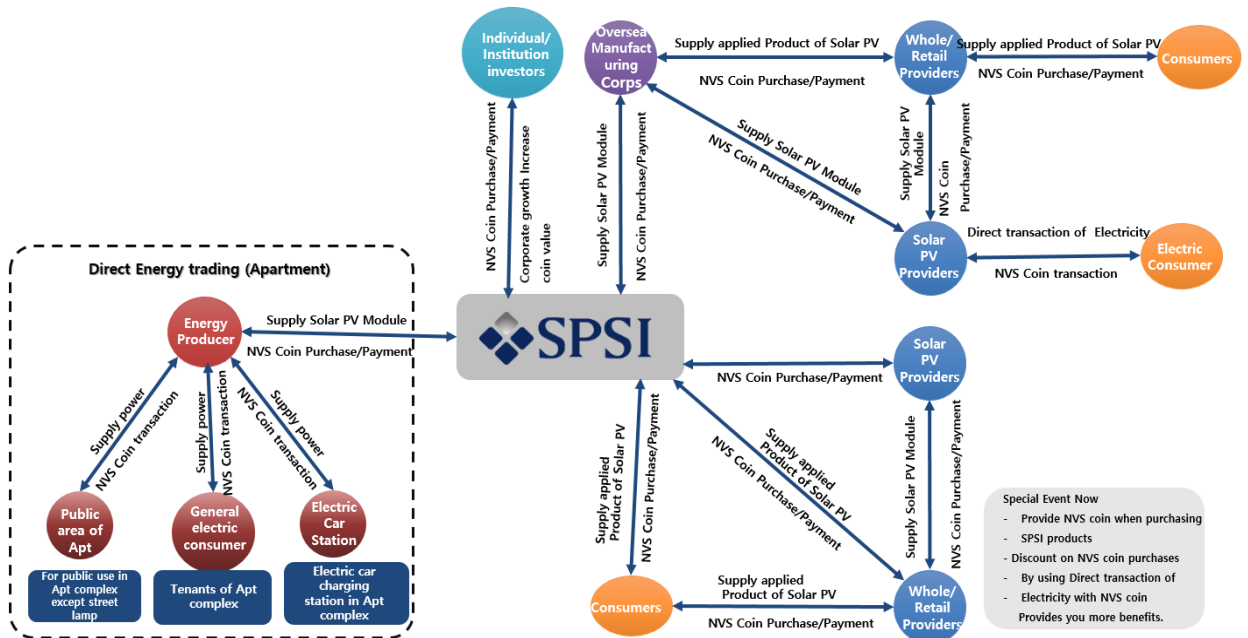 Individual/
Institution
investors
Oversea
Manufact
uring
Corps
Supply applied Product of Solar PV
NVS Coin Purchase/Payment
Whole/
Retail
Providers
Supply applied Product of Solar PV
NVS Coin Purchase/Payment
Consumers
NVS Coin Purchase/Payment
Corporate growth Increase
coin value
Supply Solar PV Module
NVS Coin Purchase/Payment
Supply Solar PV Module
NVS Coin Purchase/Payment
Supply Solar PV
Module
NVS Coin
Purchase/Payment
Solar
PV
Providers
Direct transaction of Electricity
NVS Coin transaction
Electric
Consumer
Direct Energy trading (Apartment)
Energy
Producer
Supply Solar PV Module
NVS Coin Purchase/Payment
SPSI
NVS Coin Purchase/Payment
Solar
PV
Providers
Supply power
NVS Coin transaction
Supply power
NVS Coin transaction
Supply power
NVS Coin transaction
Public
area of
Apt
General
electric
consumer
Electric
Car
Station
For public use in
Apt complex
except street
lamp
Tenants of Apt
complex
Electric car
charging
station in Apt
complex
Supply applied
Product of Solar PV
NVS Coin Purchase/Payment
Supply applied
Product of Solar PV
NVS Coin Purchase/Payment
Supply Solar PV Module
NVS Coin Purchase/Payment
Consumers
Supply applied
Product of Solar PV
NVS Coin Purchase/Payment
Whole/
Retail
Providers
Special Event Now
- Provide NVS coin when purchasing
- SPSI products
- Discount on NVS coin purchases
- By using Direct transaction of
- Electricity with NVS coin
Provides you more benefits.